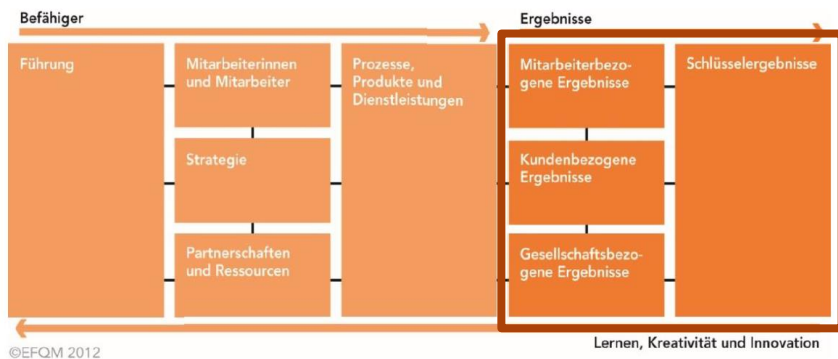 Befähiger
Ergebnisse
Führung
Mitarbeiterinnen
und Mitarbeiter
Prozesse,
Produkte und
Dienstleistungen
Mitarbeiterbezo-
gene Ergebnisse
Schlüsselergebnisse
Strategie
Kundenbezogene
Ergebnisse
Partnerschaften
und Ressourcen
Gesellschaftsbezo-
gene Ergebnisse
Lernen, Kreativität und Innovation
©EFQM 2012